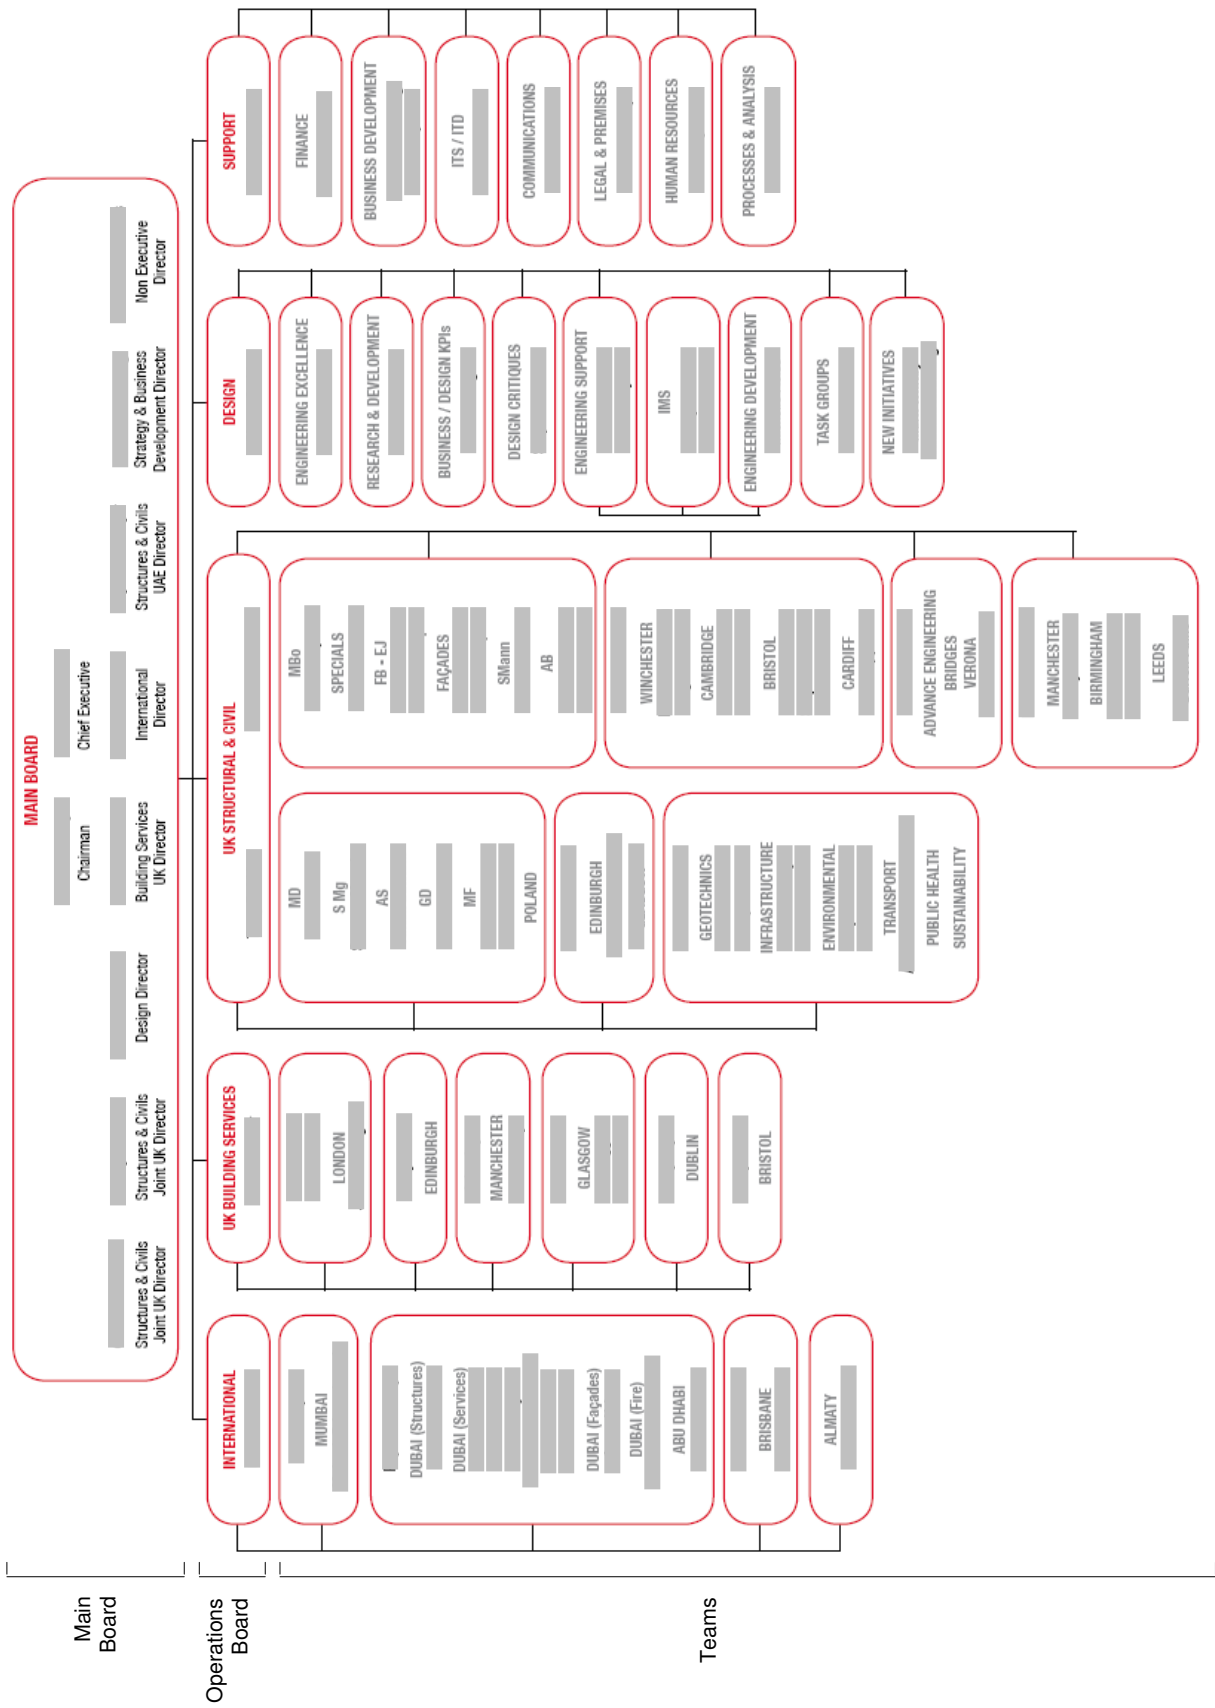 MAIN BOARD
Chairman
Chief Executive
Structures & Civils
Joint UK Director
Structures & Civils
Joint UK Director
Design Director
Building Services
UK Director
International
Director
Structures & Civils
UAE Director
Strategy & Business
Development Director
Non Executive
Director
Main
Board
Operations
Board
Teams
INTERNATIONAL
MUMBAI
DUBAI (Structures)
DUBAI (Services)
DUBAI (Façades)
DUBAI (Fire)
ABU DHABI
BRISBANE
ALMATY
UK BUILDING SERVICES
LONDON
EDINBURGH
MANCHESTER
GLASGOW
DUBLIN
BRISTOL
UK STRUCTURAL & CIVIL
MD
S Mg
AS
GD
MF
POLAND
EDINBURGH
GEOTECHNICS
INFRASTRUCTURE
ENVIRONMENTAL
TRANSPORT
PUBLIC HEALTH
SUSTAINABILITY
MBo
SPECIALS
FB - EJ
FAÇADES
SMann
AB
WINCHESTER
CAMBRIDGE
BRISTOL
CARDIFF
ADVANCE ENGINEERING
BRIDGES
VERONA
MANCHESTER
BIRMINGHAM
LEEDS
DESIGN
ENGINEERING EXCELLENCE
RESEARCH & DEVELOPMENT
BUSINESS / DESIGN KPIs
DESIGN CRITIQUES
ENGINEERING SUPPORT
IMS
ENGINEERING DEVELOPMENT
TASK GROUPS
NEW INITIATIVES
SUPPORT
FINANCE
BUSINESS DEVELOPMENT
ITS / ITD
COMMUNICATIONS
LEGAL & PREMISES
HUMAN RESOURCES
PROCESSES & ANALYSIS